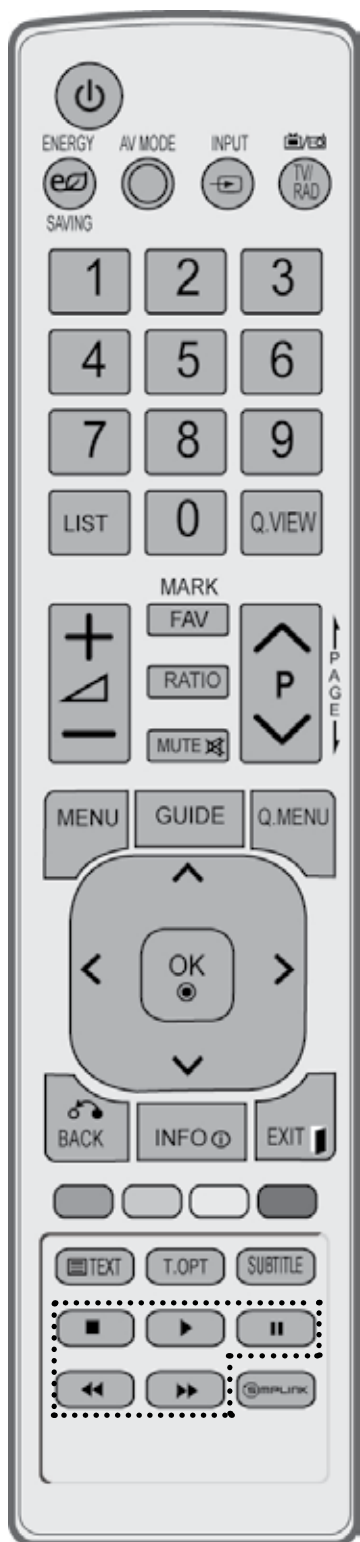 ENERGY AV MODE INPUT
TV/
RAD
SAVING
1 2 3
4 5 6
7 8 9
LIST 0 Q.VIEW
MARK
FAV
RATIO
P
PAGE
MUTE
MENU GUIDE Q.MENU
OK
BACK INFO EXIT
TEXT T.OPT SUBTITLE
SIMPLINK